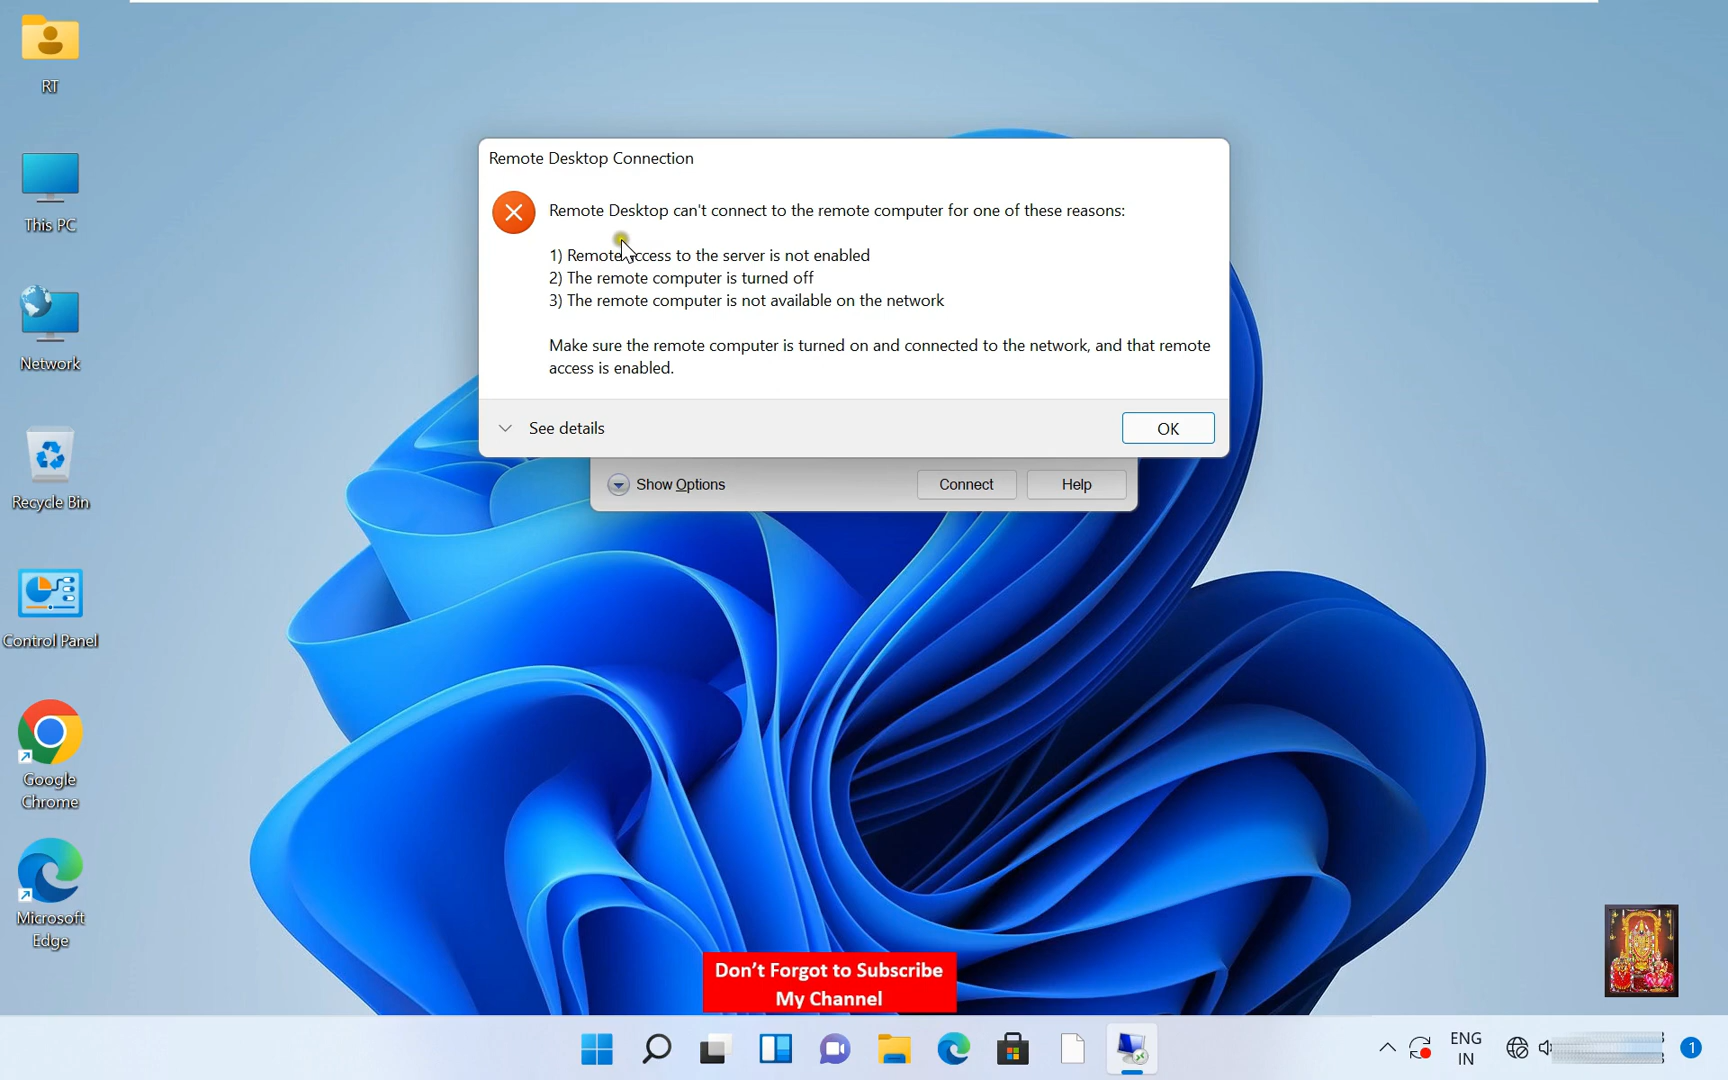 RT
This PC
Network
Recycle Bin
Control Panel
Google
Chrome
Microsoft
Edge
Remote Desktop Connection
Remote Desktop can't connect to the remote computer for one of these reasons:
1) Remote access to the server is not enabled
2) The remote computer is turned off
3) The remote computer is not available on the network
Make sure the remote computer is turned on and connected to the network, and that remote
access is enabled.
See details
OK
Show Options
Connect
Help
Don't Forgot to Subscribe
My Channel
ENG
IN
1